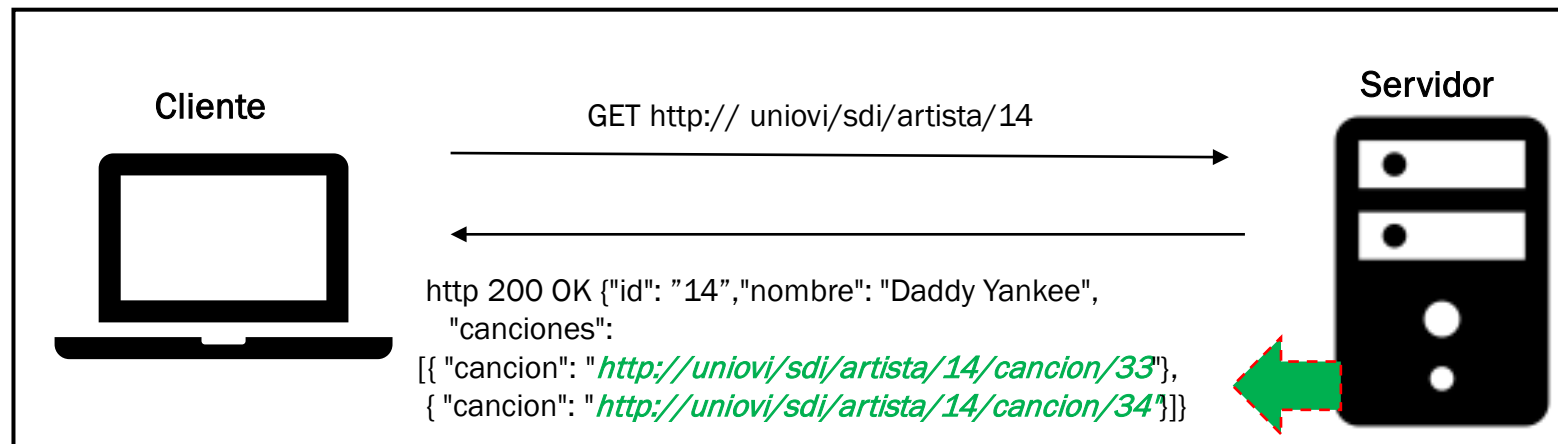 Cliente
Servidor
GET http:// uniovi/sdi/artista/14
http 200 OK {"id": ”14”,"nombre": "Daddy Yankee",
"canciones":
[{ "cancion": "http://uniovi/sdi/artista/14/cancion/33"},
{ "cancion": "http://uniovi/sdi/artista/14/cancion/34"}]}